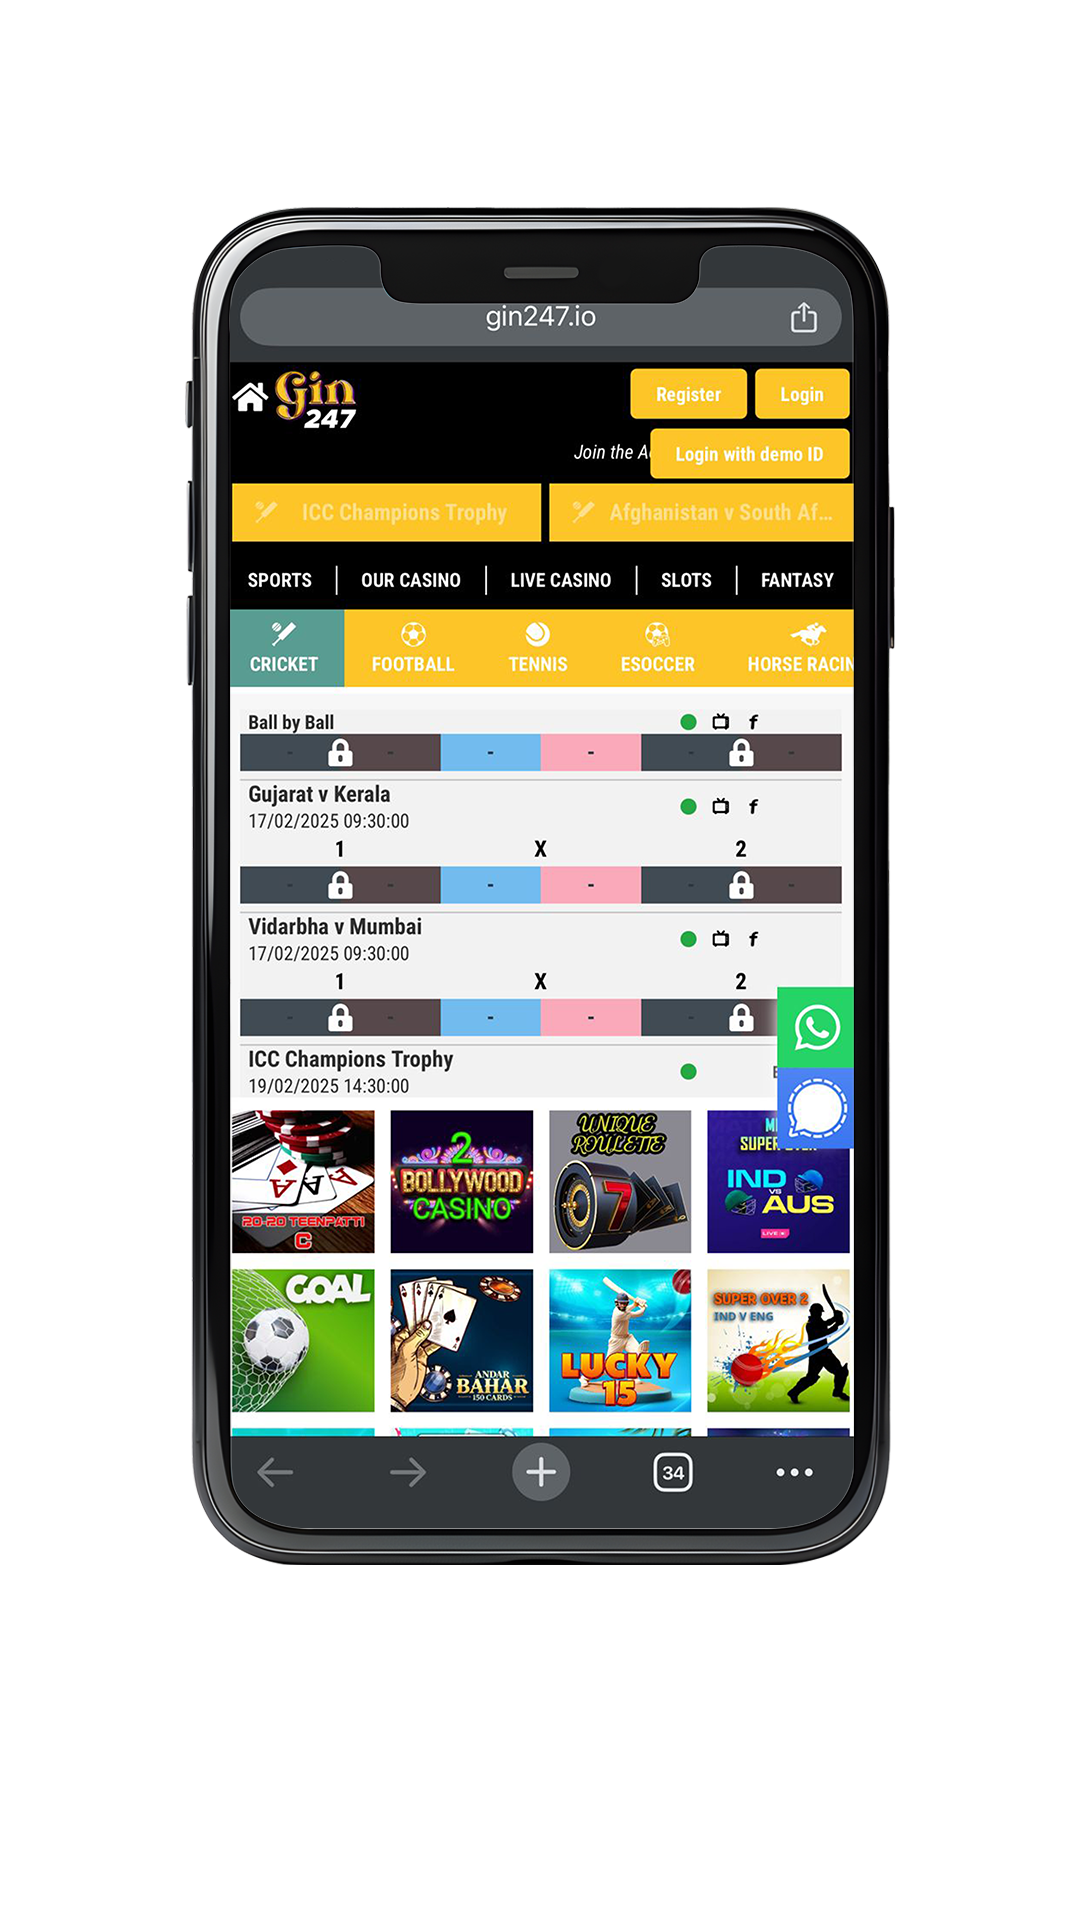 gin247.io
Gin
247
Register
Login
Join the A
Login with demo ID
ICC Champions Trophy
Afghanistan v South Af...
SPORTS
OUR CASINO
LIVE CASINO
SLOTS
FANTASY
CRICKET
FOOTBALL
TENNIS
ESOCCER
HORSE RACIN
Ball by Ball
f
- - - - - -
Gujarat v Kerala
17/02/2025 09:30:00
f
1 X 2
- - - - - -
Vidarbha v Mumbai
17/02/2025 09:30:00
f
1 X 2
- - - - -
ICC Champions Trophy
19/02/2025 14:30:00
A A A
20-20 TEENPATTI
C
2
BOLLYWOOD
CASINO
UNIQUE
ROULETTE
7
SUPER OVER
IND
VS
AUS
LIVE
GOAL
A A A A
ANDAR
BAHAR
150 CARDS
LUCKY
15
SUPER OVER 2
IND V ENG
34